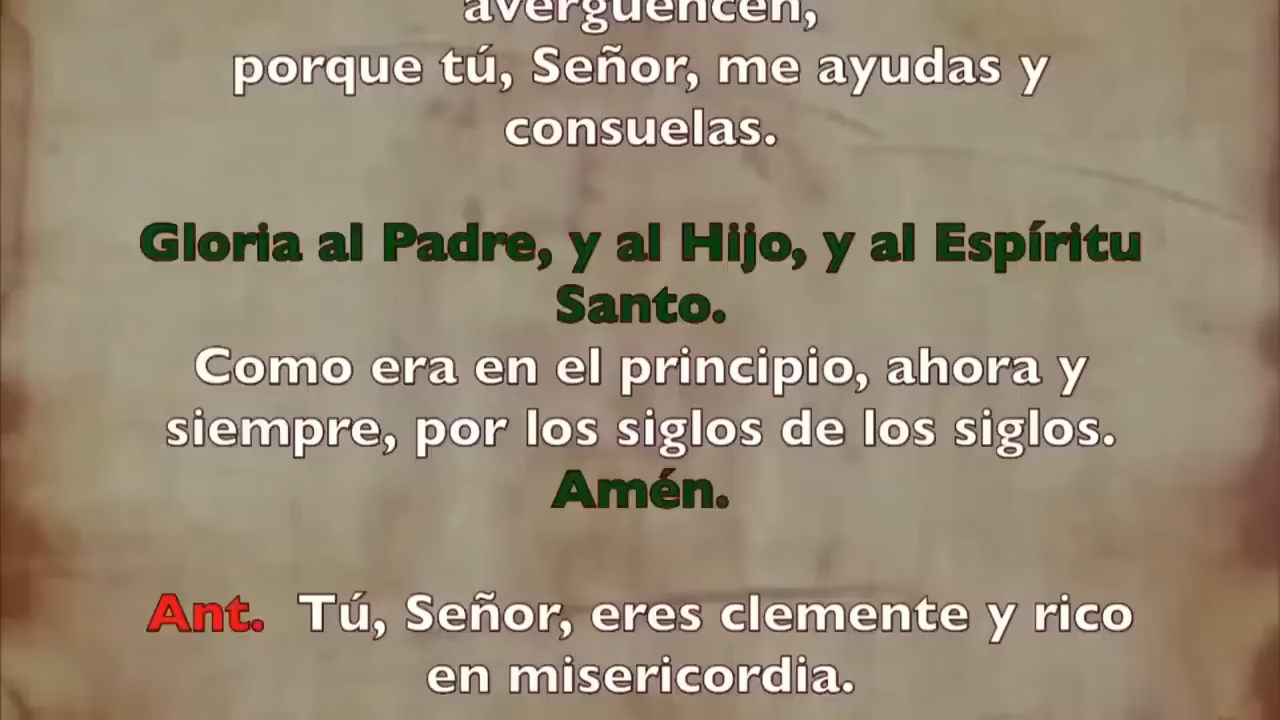 avergüencen,
porque tú, Señor, me ayudas y
consuelas.
Gloria al Padre, y al Hijo, y al Espíritu
Santo.
Como era en el principio, ahora y
siempre, por los siglos de los siglos.
Amén.
Ant. Tú, Señor, eres clemente y rico
en misericordia.